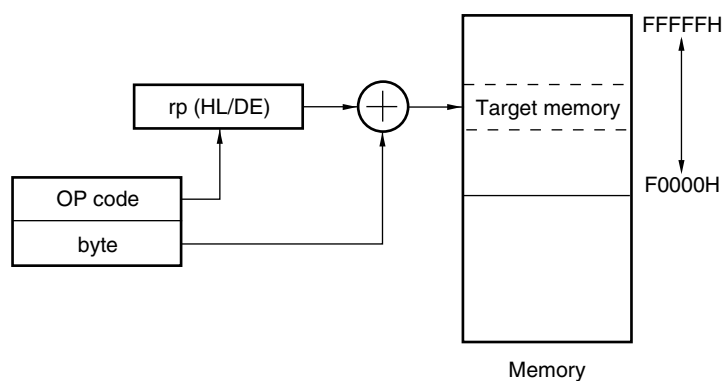 FFFFFH
rp (HL/DE)
Target memory
OP code
F0000H
byte
Memory